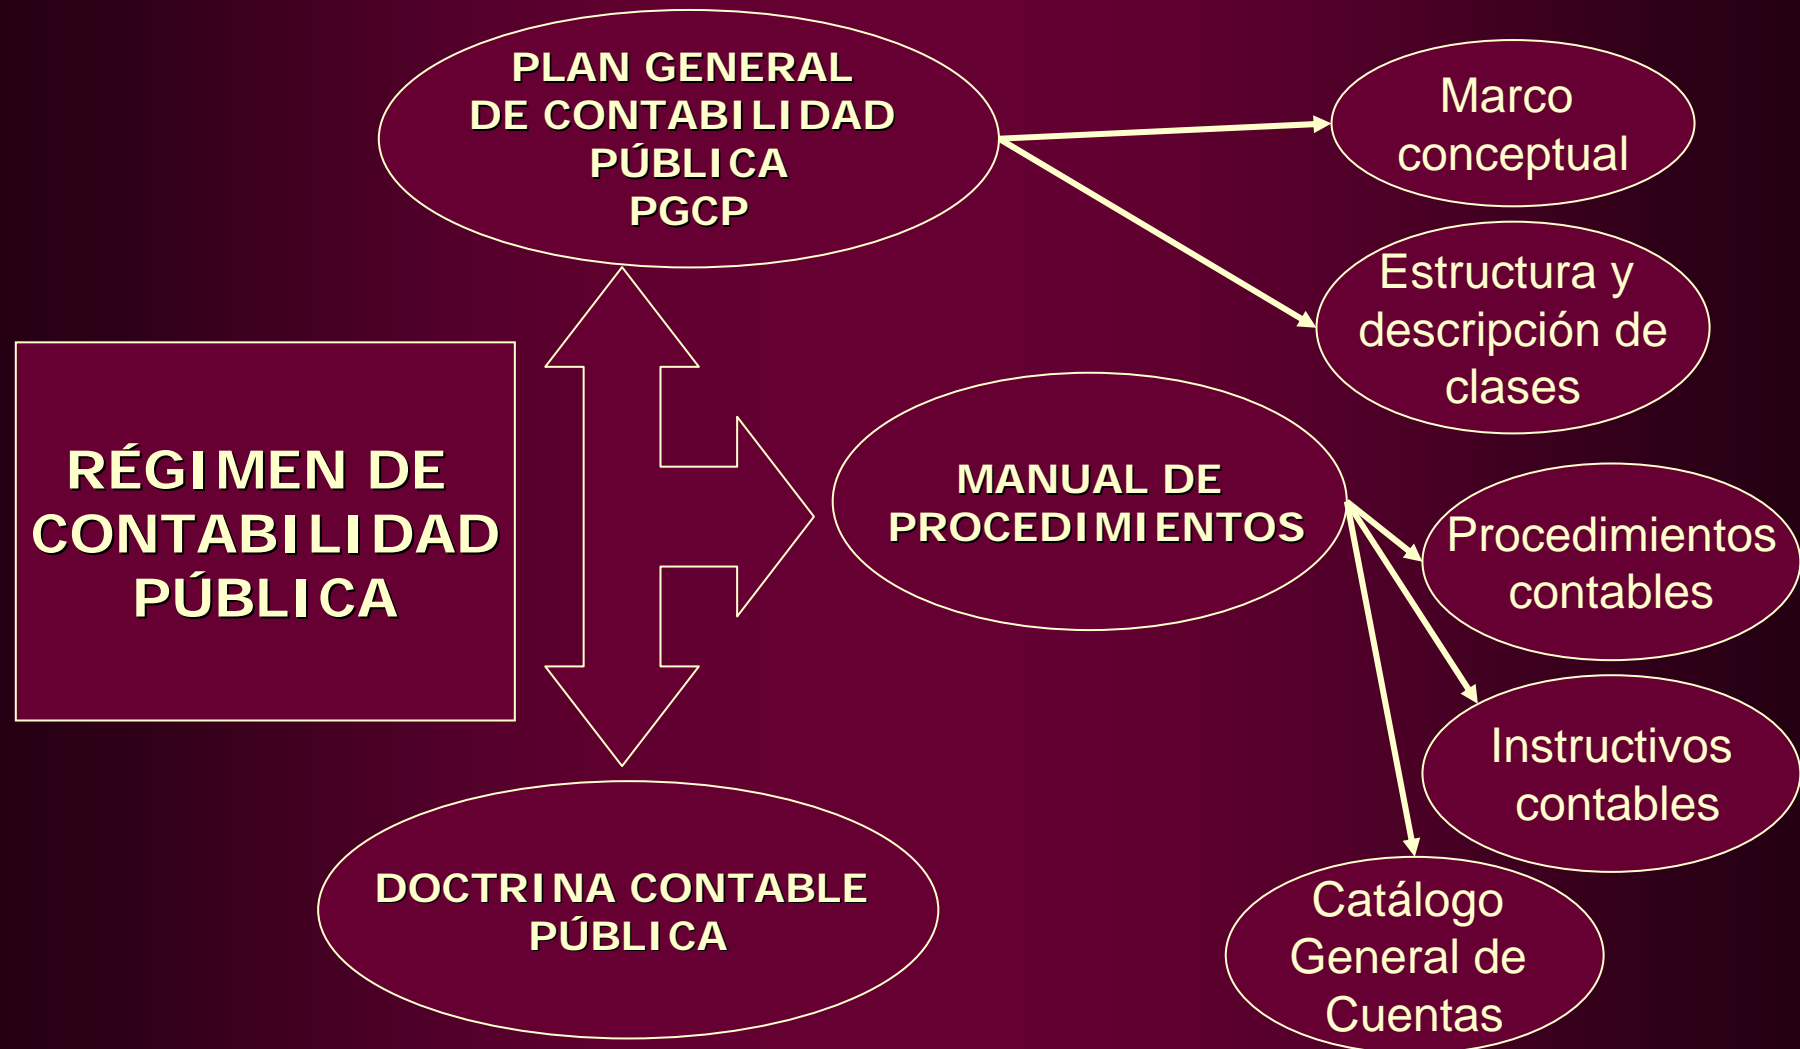 PLAN GENERAL
DE CONTABILIDAD
PÚBLICA
PGCP
Marco
conceptual
Estructura y
descripción de
clases
RÉGIMEN DE
CONTABILIDAD
PÚBLICA
MANUAL DE
PROCEDIMIENTOS
Procedimientos
contables
Instructivos
contables
DOCTRINA CONTABLE
PÚBLICA
Catálogo
General de
Cuentas